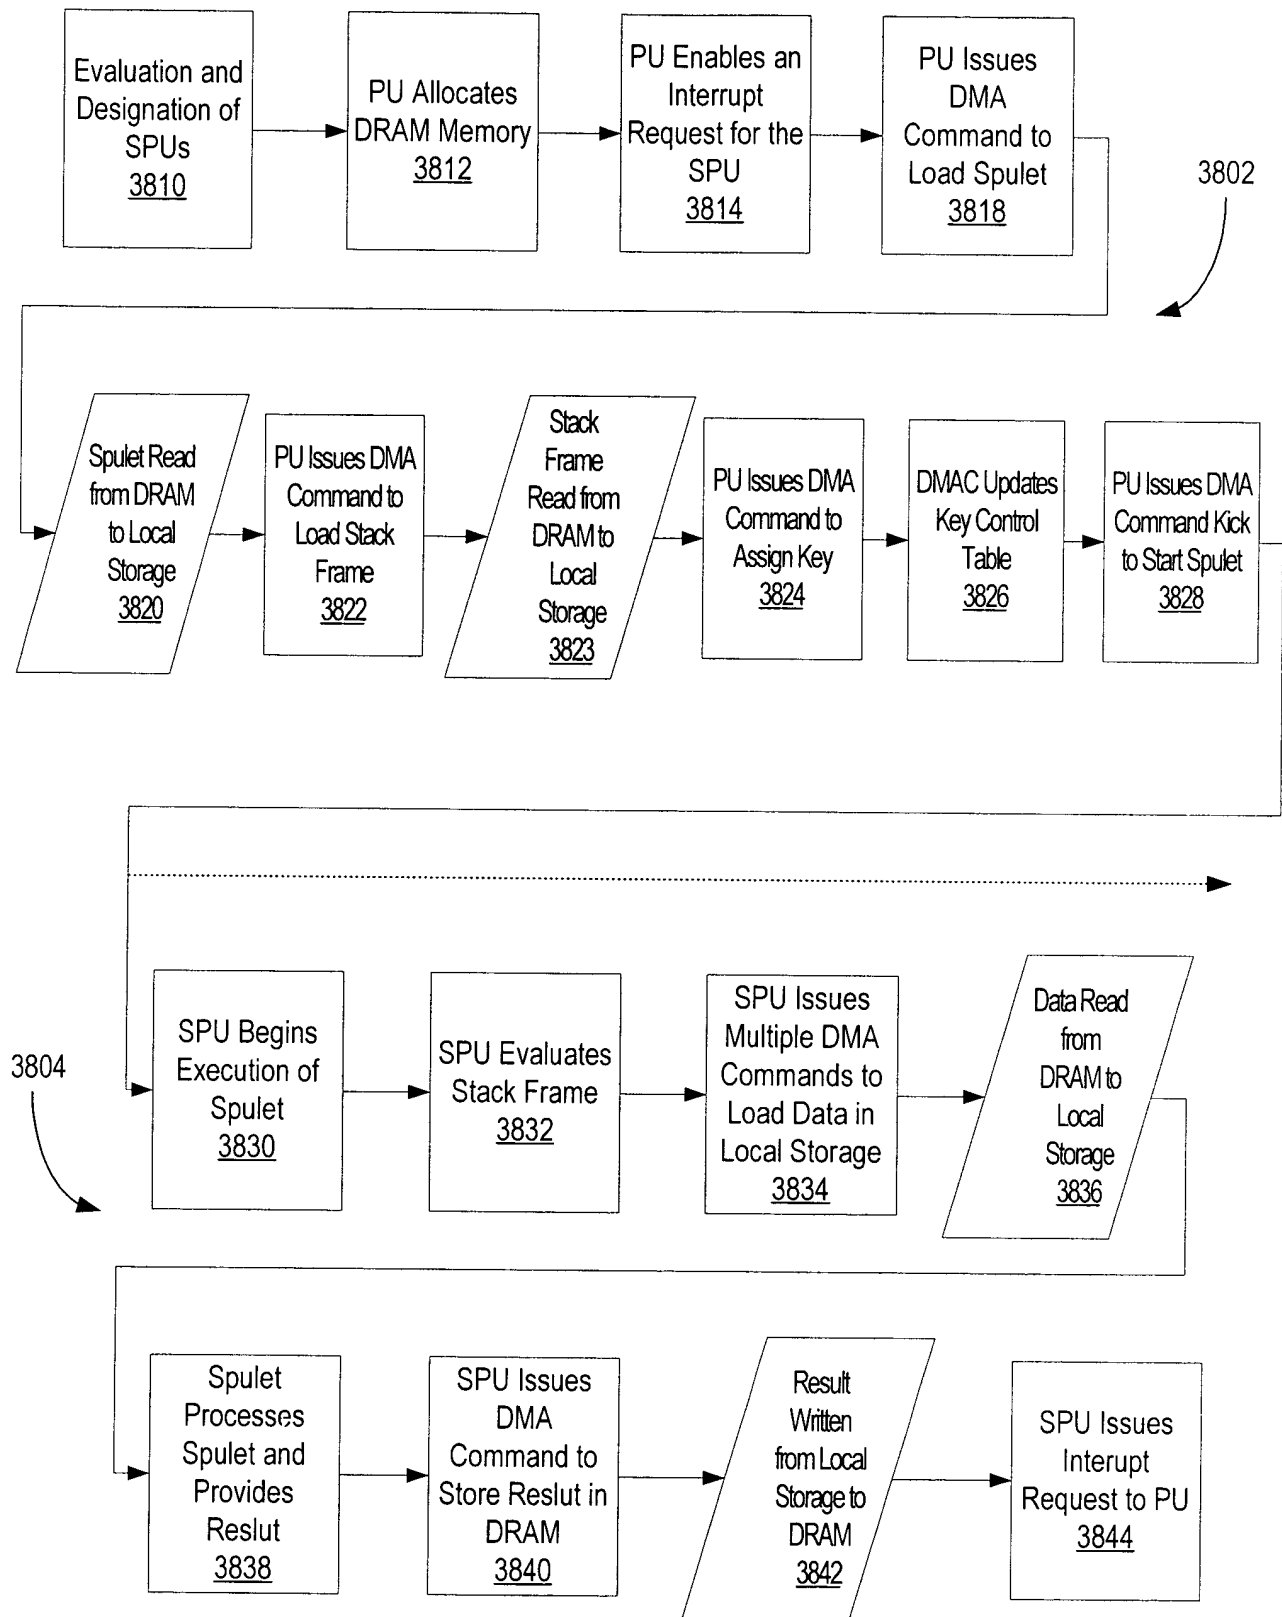 Evaluation and
Designation of
SPUs
3810
PU Allocates
DRAM Memory
3812
PU Enables an
Interrupt
Request for the
SPU
3814
PU Issues
DMA
Command to
Load Spulet
3818
3802
Spulet Read
from DRAM
to Local
Storage
3820
PU Issues DMA
Command to
Load Stack
Frame
3822
Stack
Frame
Read from
DRAM to
Local
Storage
3823
PU Issues DMA
Command to
Assign Key
3824
DMAC Updates
Key Control
Table
3826
PU Issues DMA
Command Kick
to Start Spulet
3828
3804
SPU Begins
Execution of
Spulet
3830
SPU Evaluates
Stack Frame
3832
SPU Issues
Multiple DMA
Commands to
Load Data in
Local Storage
3834
Data Read
from
DRAM to
Local
Storage
3836
Spulet
Processes
Spulet and
Provides
Reslut
3838
SPU Issues
DMA
Command to
Store Reslut in
DRAM
3840
Result
Written
from Local
Storage to
DRAM
3842
SPU Issues
Interupt
Request to PU
3844